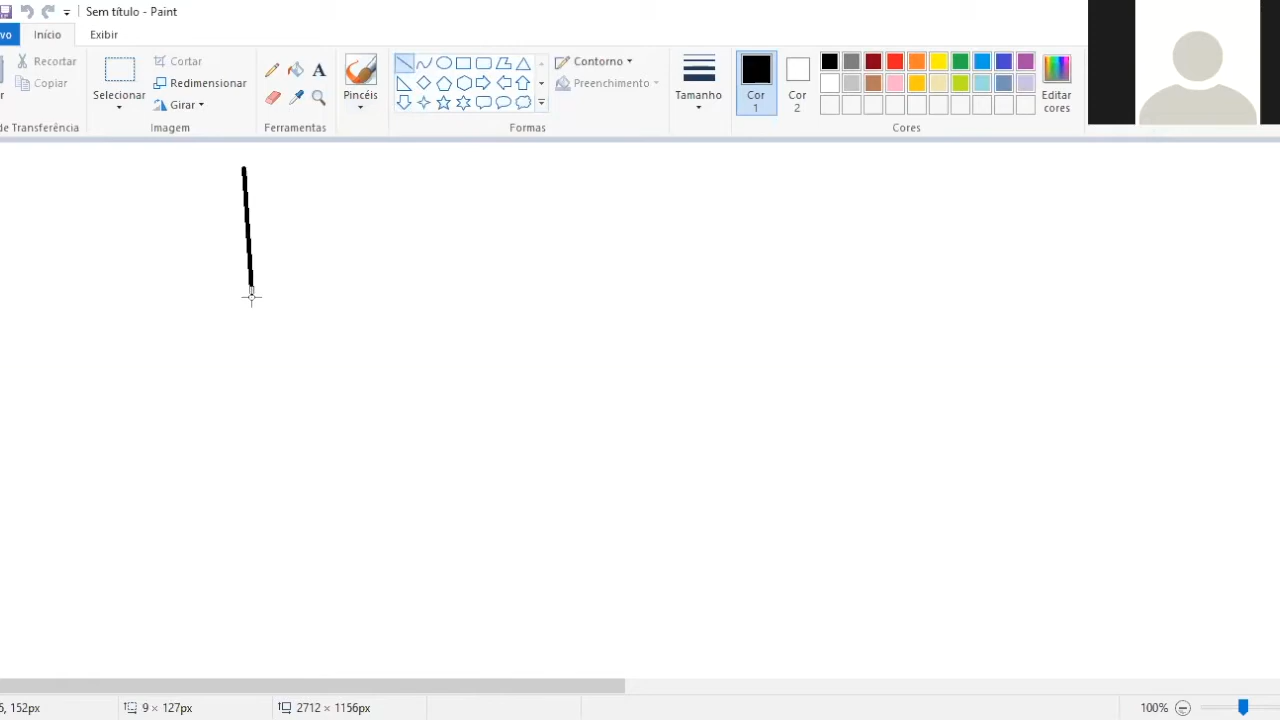 Sem título - Paint
vo
Início
Exibir
Recortar
Copiar
r
de Transferência
Selecionar
Cortar
Redimensionar
Girar
Imagem
A
Ferramentas
Pincéis
Contorno
Preenchimento
Formas
Tamanho
Cor
1
Cor
2
Editar
cores
Cores
5, 152px
9 × 127px
2712 × 1156px
100%